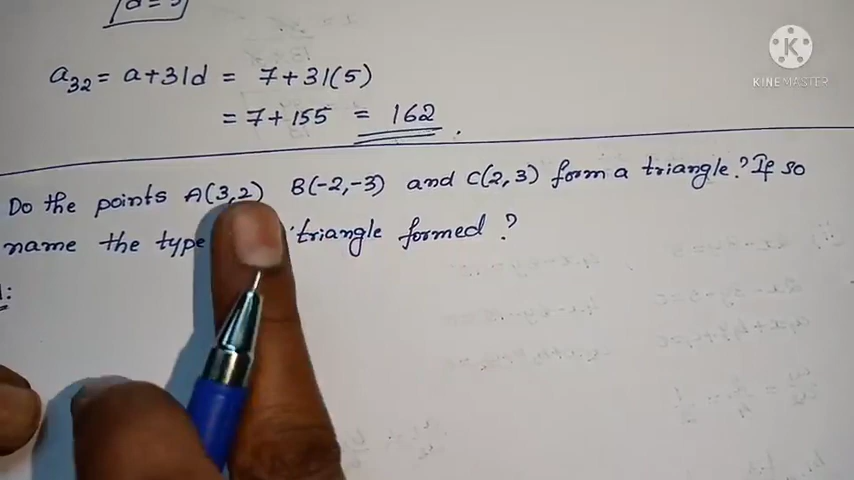 a32 = a+31d = 7+31(5)
= 7+155 = 162
Do the points A(3,2) B(-2,-3) and C(2,3) form a triangle? If so
name the type triangle formed ?
K
KINEMASTER